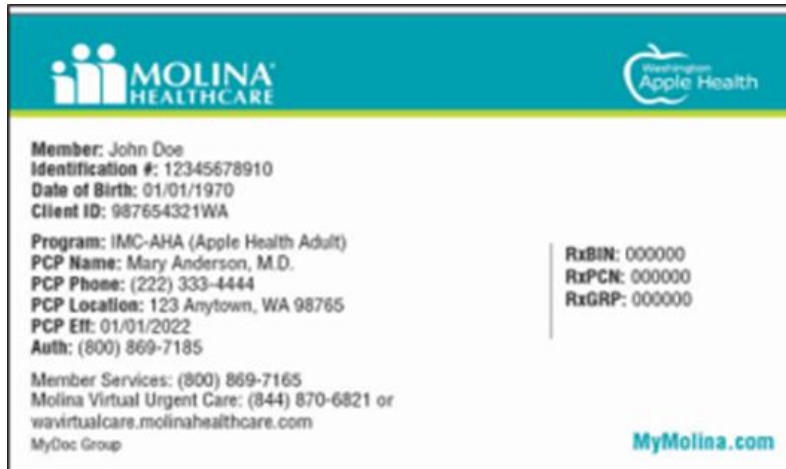 MOLINA
HEALTHCARE
Washington
Apple Health
Member: John Doe
Identification #: 12345678910
Date of Birth: 01/01/1970
Client ID: 987654321WA
Program: IMC-AHA (Apple Health Adult)
PCP Name: Mary Anderson, M.D.
PCP Phone: (222) 333-4444
PCP Location: 123 Anytown, WA 98765
PCP Eff: 01/01/2022
Auth: (800) 869-7185
RxBIN: 000000
RxPCN: 000000
RxGRP: 000000
Member Services: (800) 869-7165
Molina Virtual Urgent Care: (844) 870-6821 or
wavirtualcare.molinahealthcare.com
MyDoc Group
MyMolina.com